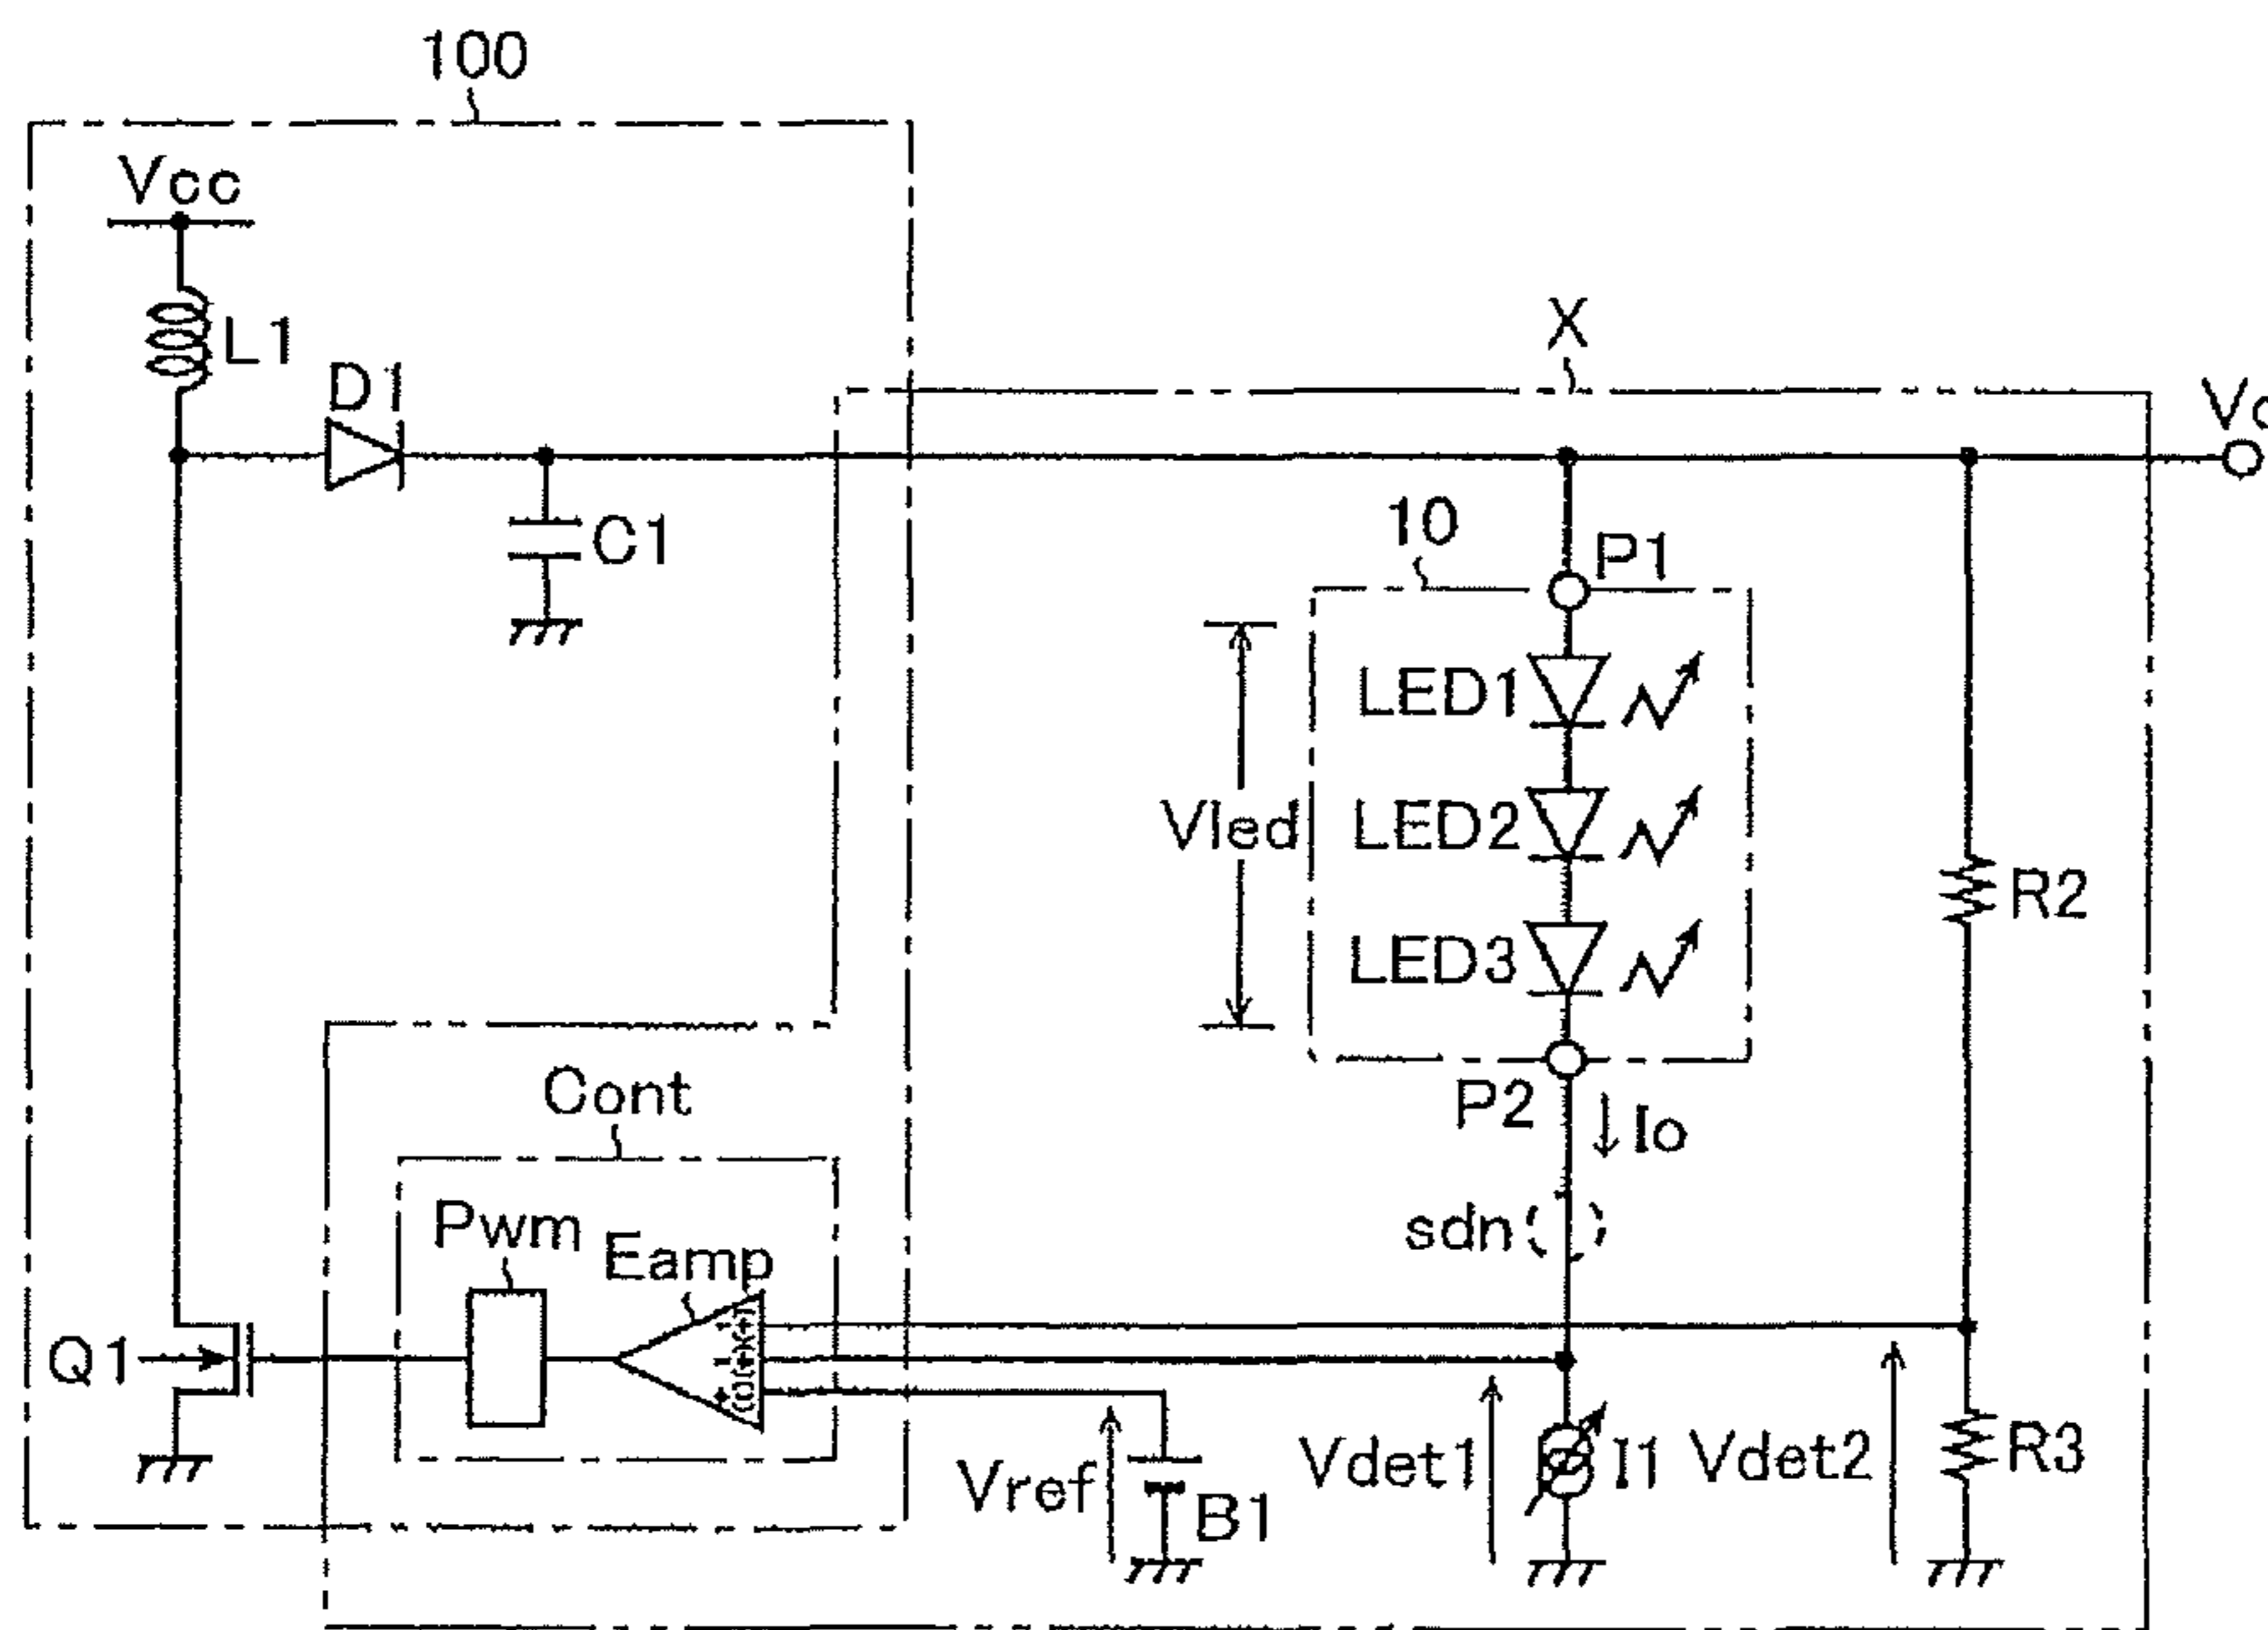 100
Vcc
L1
D1
C1
X
10
P1
LED1
Vled
LED2
LED3
R2
P2
Io
sdn
Cont
Pwm
Eamp
Q1
Vref
B1
Vdet1
I1
Vdet2
R3